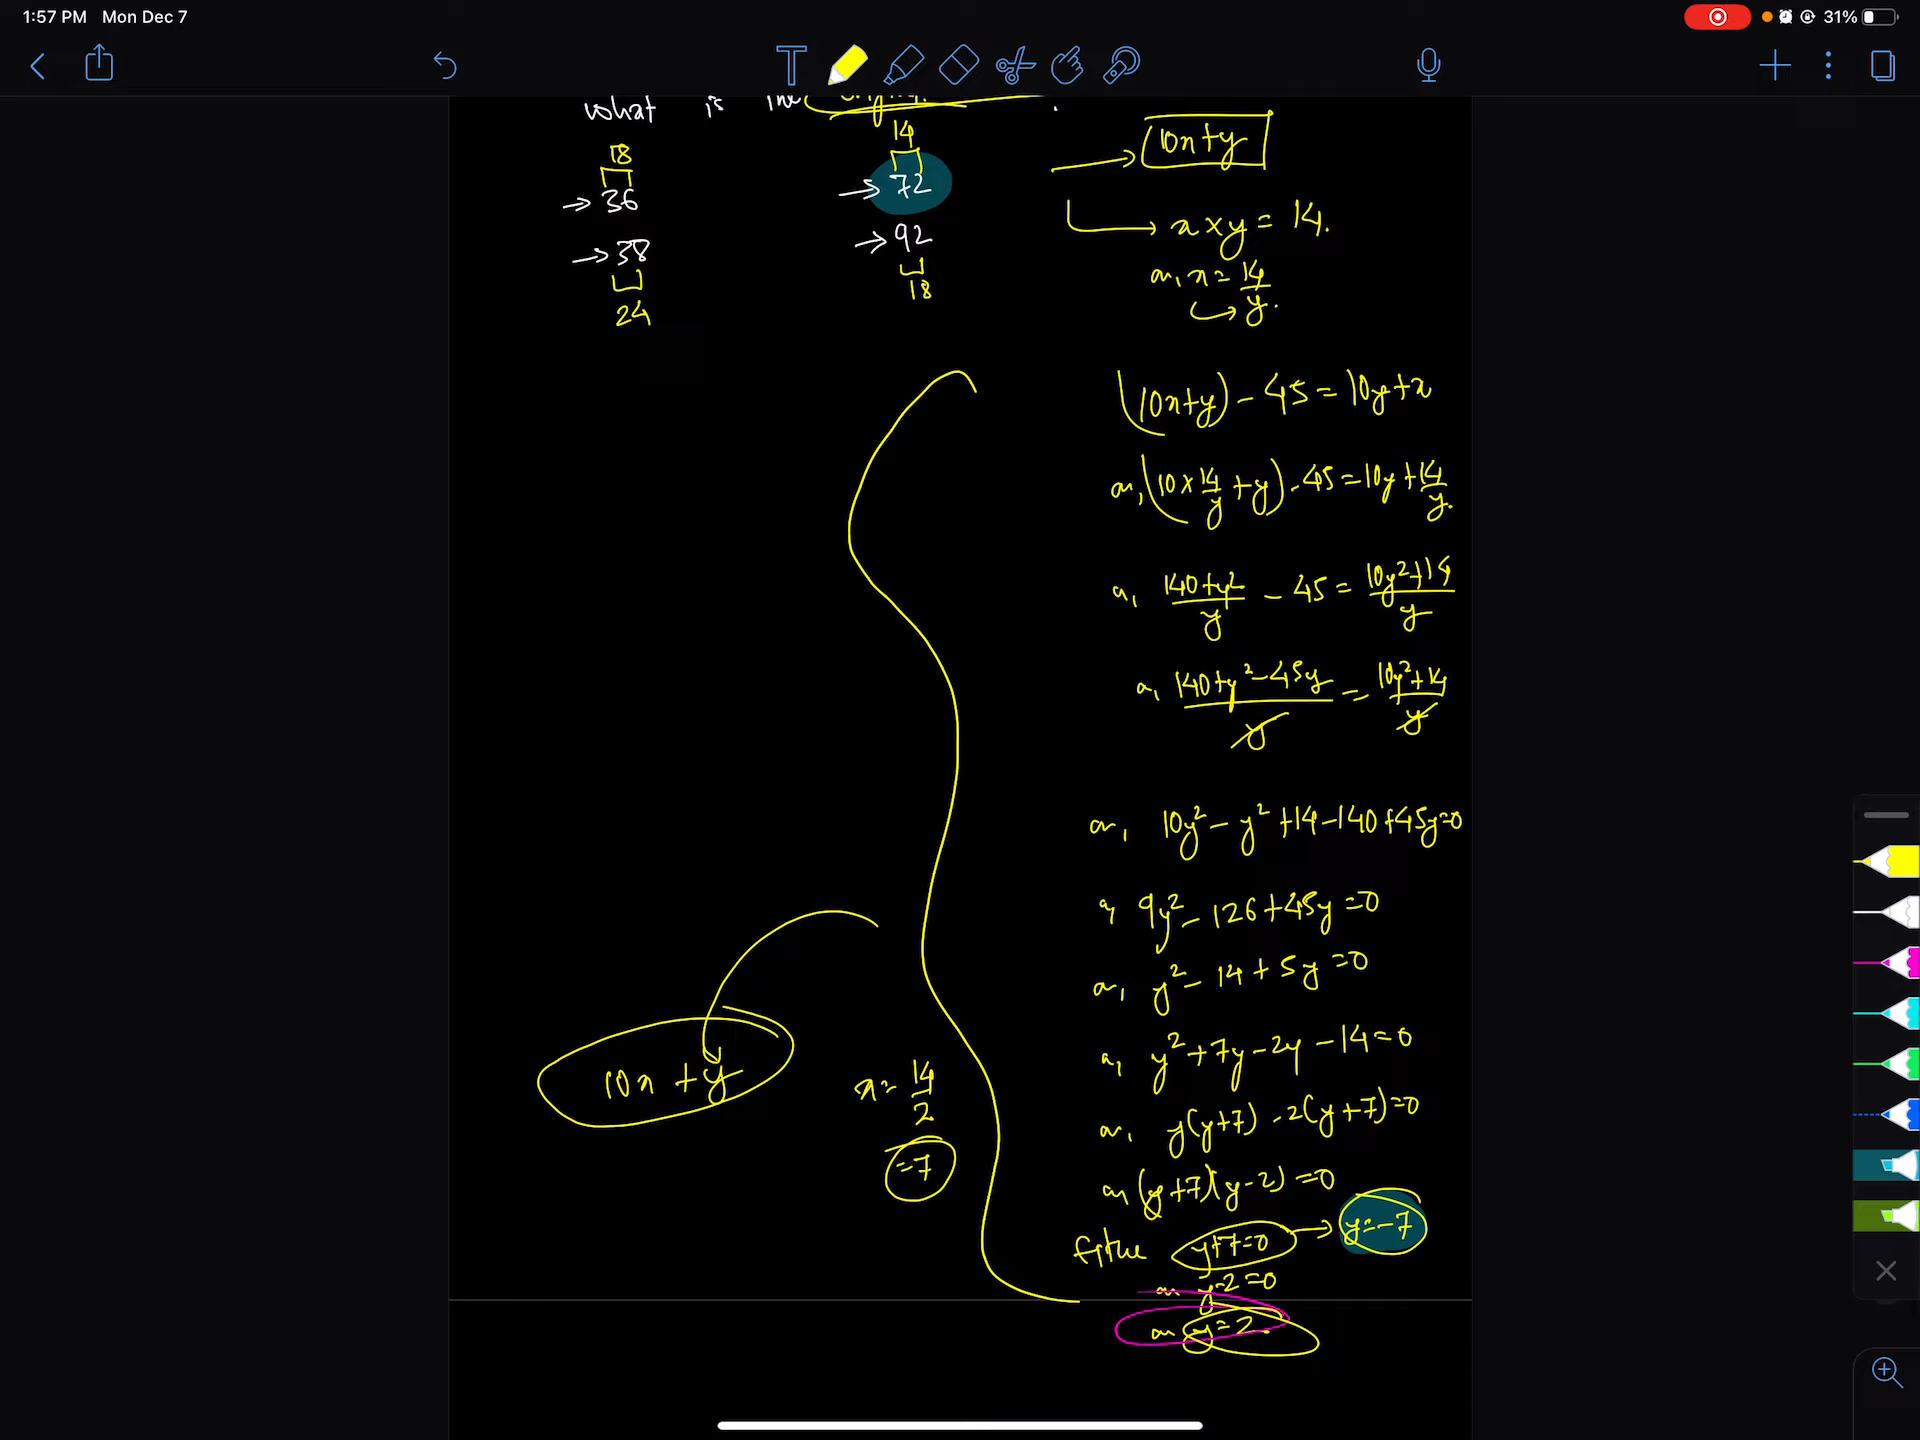 1:57 PM Mon Dec 7
31%
What is the
18
→ 36
→ 38
24
14
→ 72
→ 92
18
→ 10x+y
→ x×y = 14.
or, x = 14/y.
(10x+y) - 45 = 10y+x
or, (10×14/y + y) - 45 = 10y + 14/y.
or, 140+y²/y - 45 = 10y²+14/y
or, 140+y²-45y/y = 10y²+14/y
or, 10y² - y² +14-140+45y=0
or, 9y² - 126+45y=0
or, y² - 14 + 5y =0
or, y² +7y-2y-14=0
or, y(y+7) -2(y+7)=0
or (y+7)(y-2) =0
Either y+7=0 → y=-7
or y-2=0
or y=2
10x + y
x= 14/2
=7